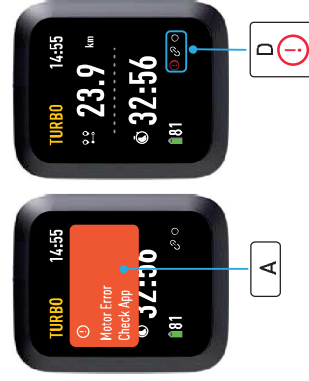 TURBO 14:55
Motor Error
Check App
32:56
81
A
TURBO 14:55
23.9 km
32:56
81
D